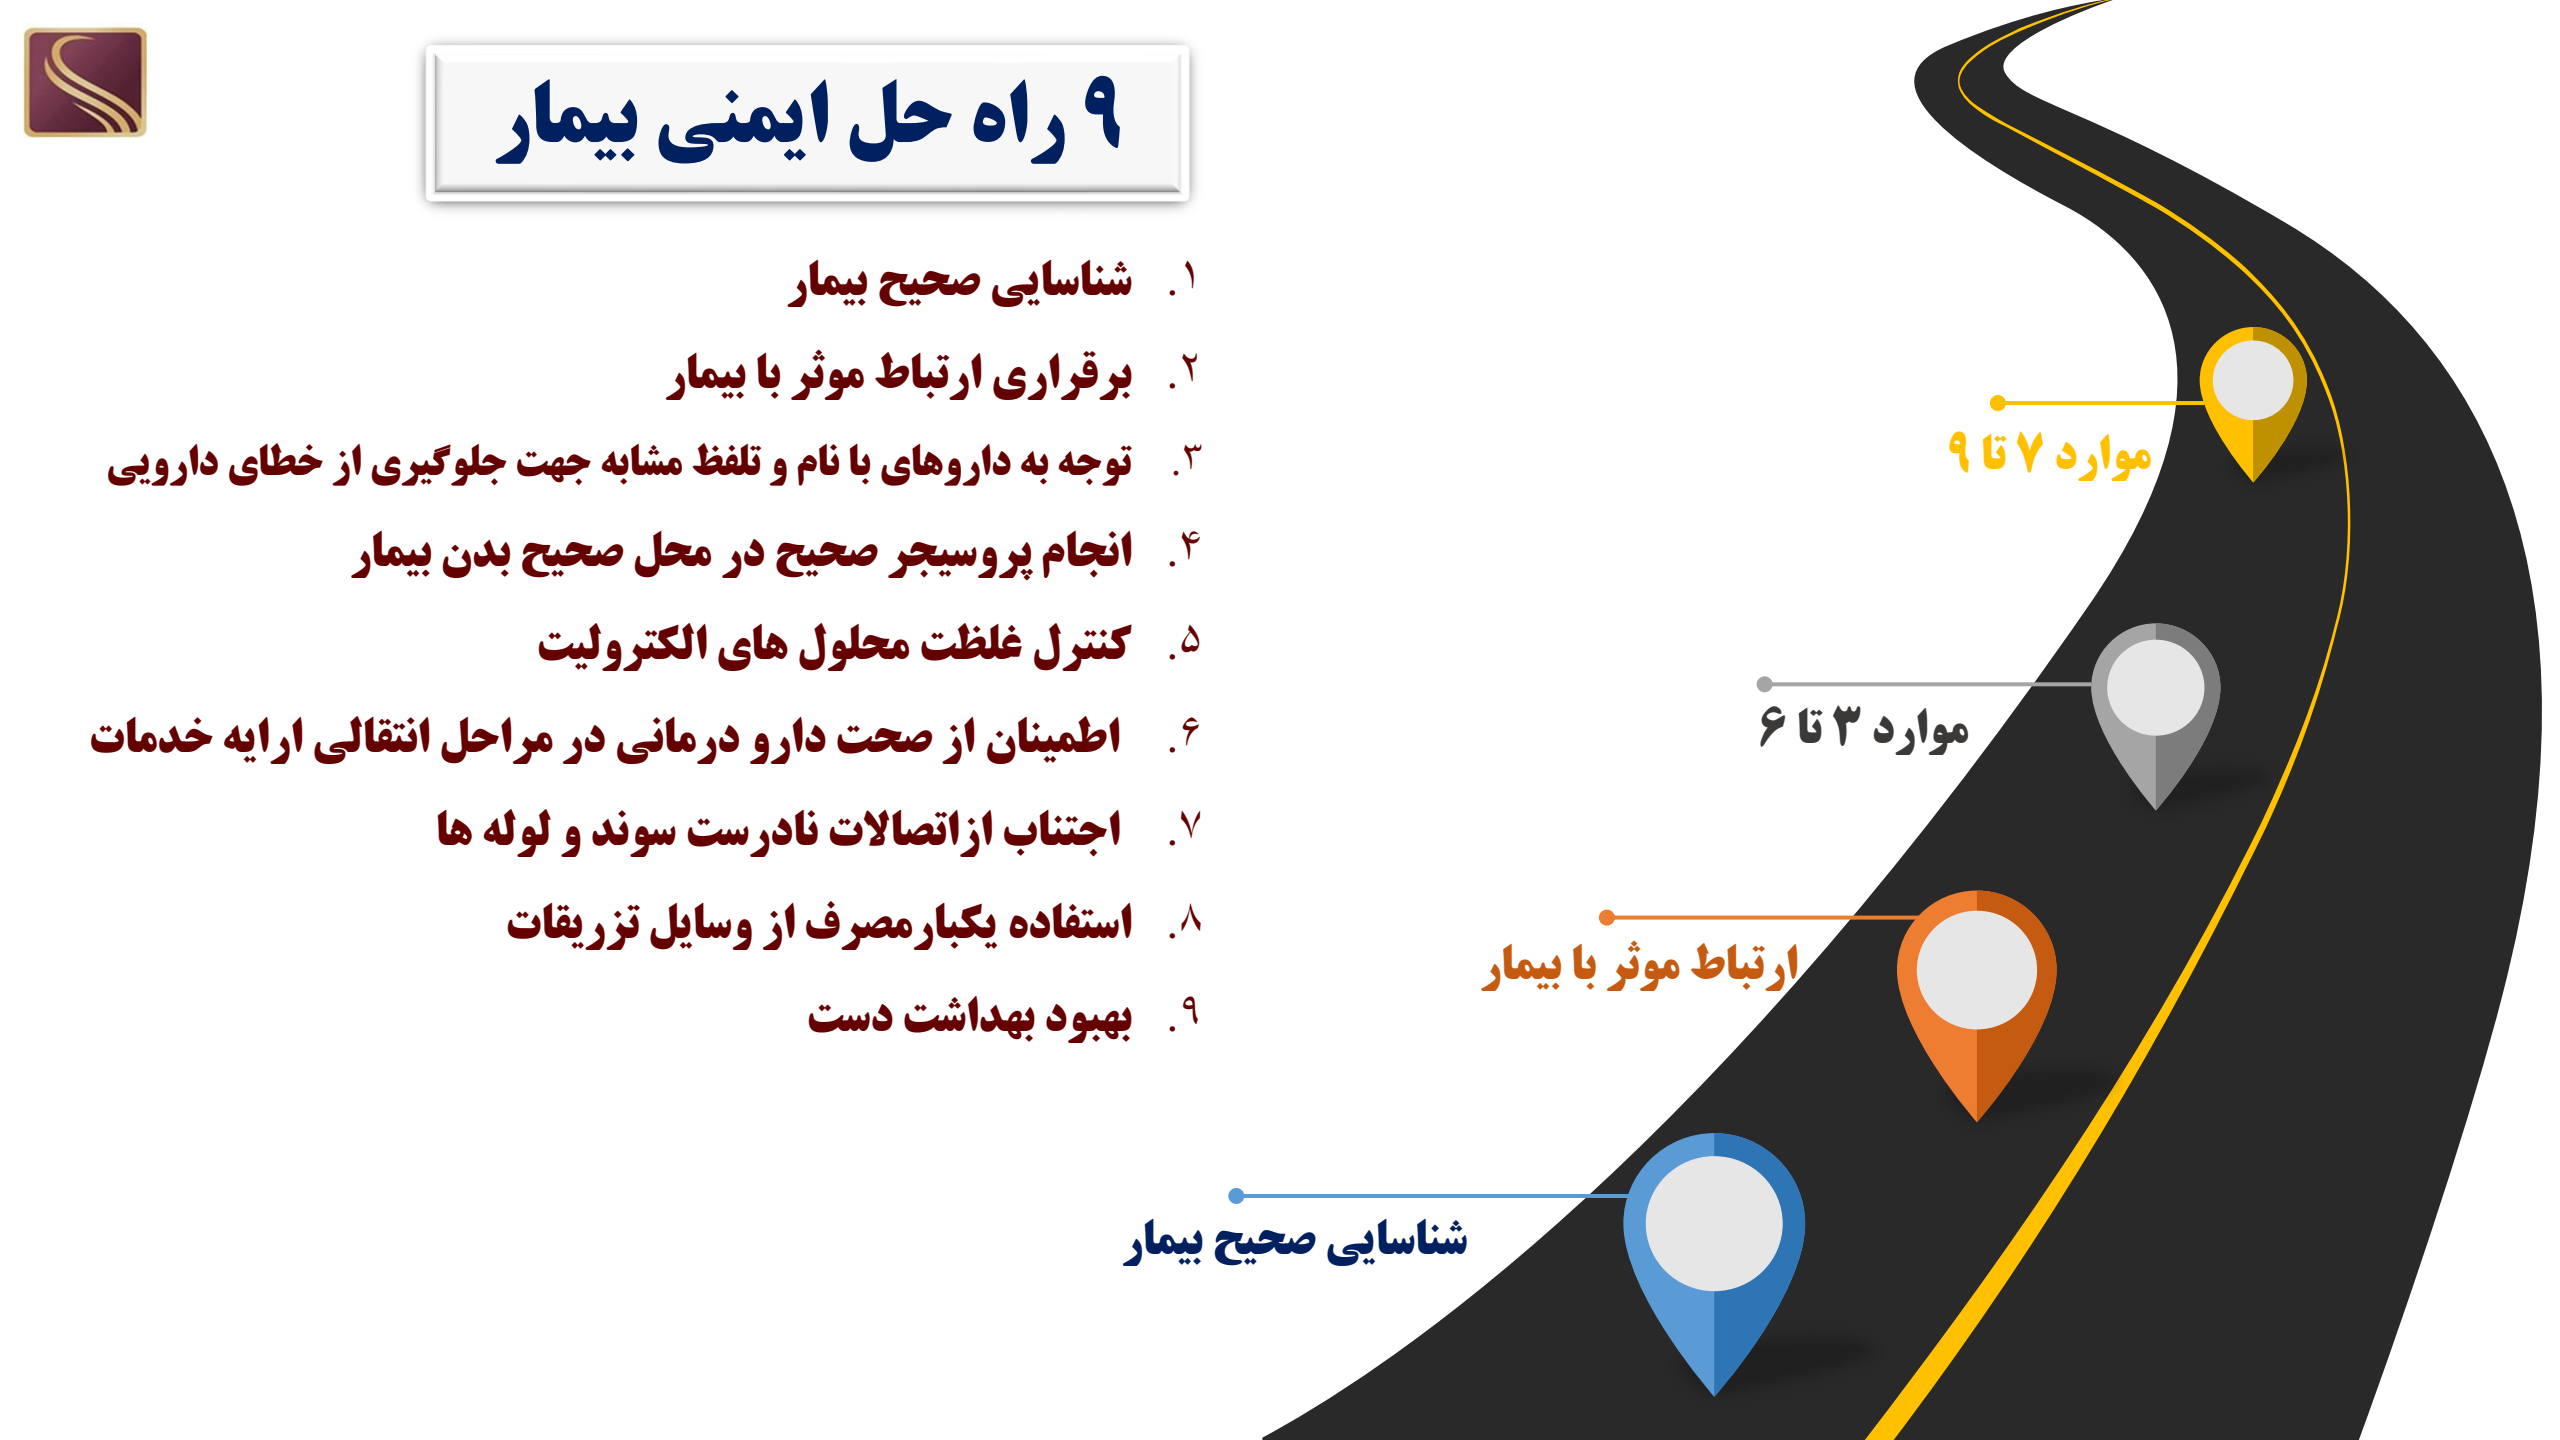 ۹ راه حل ایمنی بیمار
۱. شناسایی صحیح بیمار
۲. برقراری ارتباط موثر با بیمار
۳. توجه به داروهای با نام و تلفظ مشابه جهت جلوگیری از خطای دارویی
۴. انجام پروسیجر صحیح در محل صحیح بدن بیمار
۵. کنترل غلظت محلول های الکترولیت
۶. اطمینان از صحت دارو درمانی در مراحل انتقالی ارایه خدمات
۷. اجتناب ازاتصالات نادرست سوند و لوله ها
۸. استفاده یکبارمصرف از وسایل تزریقات
۹. بهبود بهداشت دست
موارد ۷ تا ۹
موارد ۳ تا ۶
ارتباط موثر با بیمار
شناسایی صحیح بیمار